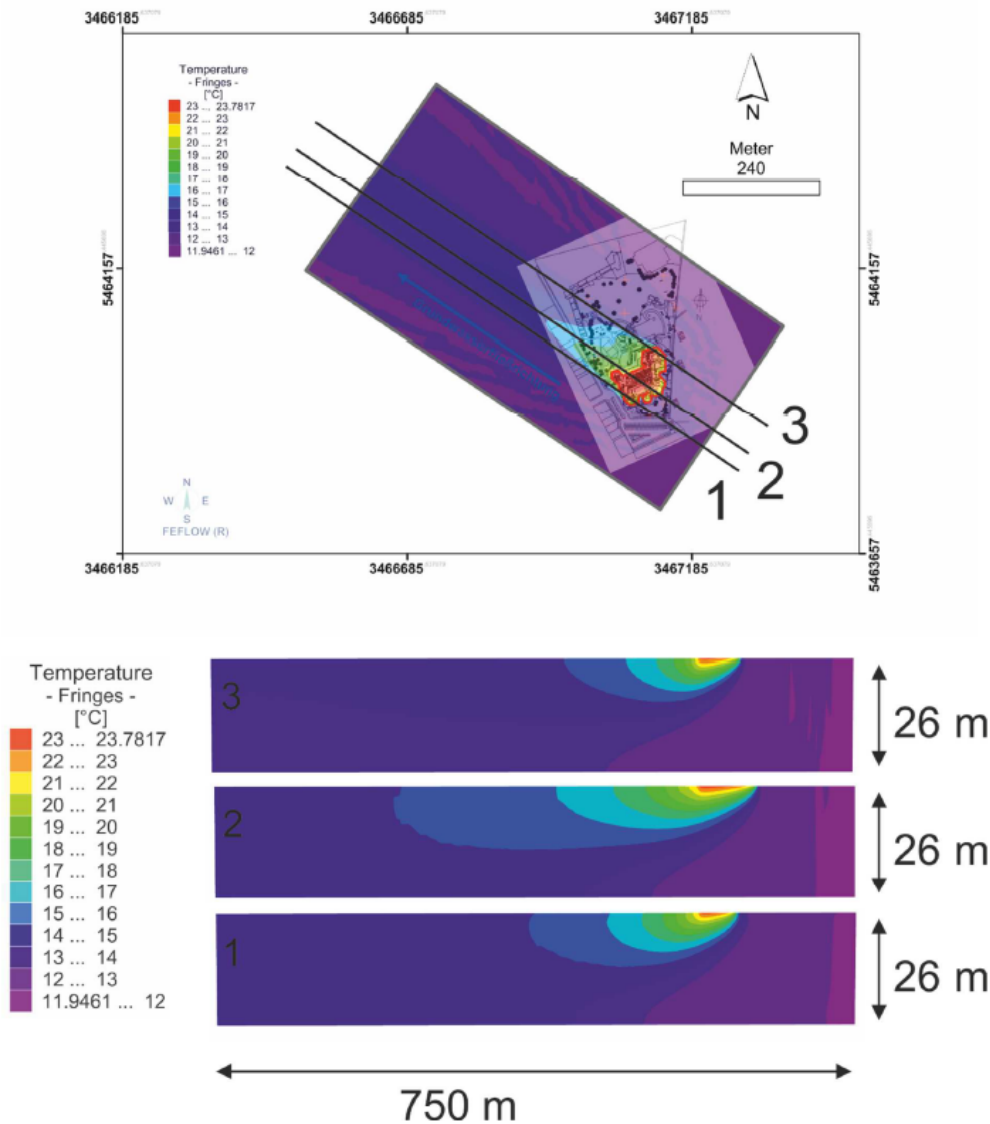 3466185
3466685
3467185
Temperature
- Fringes -
[°C]
23 ... 23.7817
22 ... 23
21 ... 22
20 ... 21
19 ... 20
18 ... 19
17 ... 18
16 ... 17
15 ... 16
14 ... 15
13 ... 14
12 ... 13
11.9461 ... 12
N
Meter
240
5464157
5464157
3
2
1
N
W E
S
FEFLOW (R)
3466185
3466685
3467185
5463657
Temperature
- Fringes -
[°C]
23 ... 23.7817
22 ... 23
21 ... 22
20 ... 21
19 ... 20
18 ... 19
17 ... 18
16 ... 17
15 ... 16
14 ... 15
13 ... 14
12 ... 13
11.9461 ... 12
3
26 m
2
26 m
1
26 m
750 m